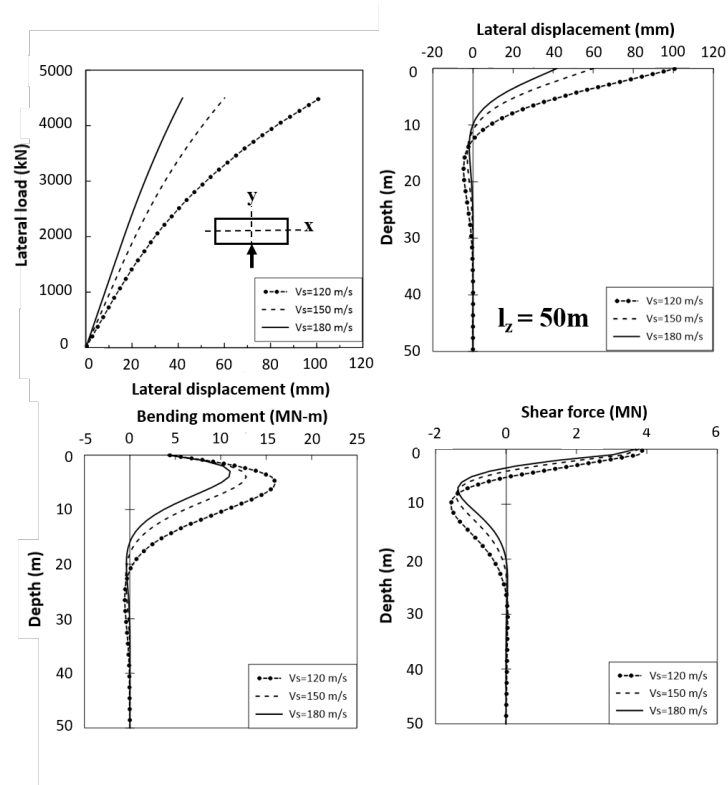 5000
4000
3000
2000
1000
0
Lateral load (kN)
y
x
Vs=120 m/s
Vs=150 m/s
Vs=180 m/s
0 20 40 60 80 100 120
Lateral displacement (mm)
Lateral displacement (mm)
-20 0 20 40 60 80 100 120
0
10
20
30
40
50
Depth (m)
l_z = 50m
Vs=120 m/s
Vs=150 m/s
Vs=180 m/s
Bending moment (MN-m)
-5 0 5 10 15 20 25
0
10
20
30
40
50
Depth (m)
Vs=120 m/s
Vs=150 m/s
Vs=180 m/s
Shear force (MN)
-2 0 2 4 6
0
10
20
30
40
50
Depth (m)
Vs=120 m/s
Vs=150 m/s
Vs=180 m/s